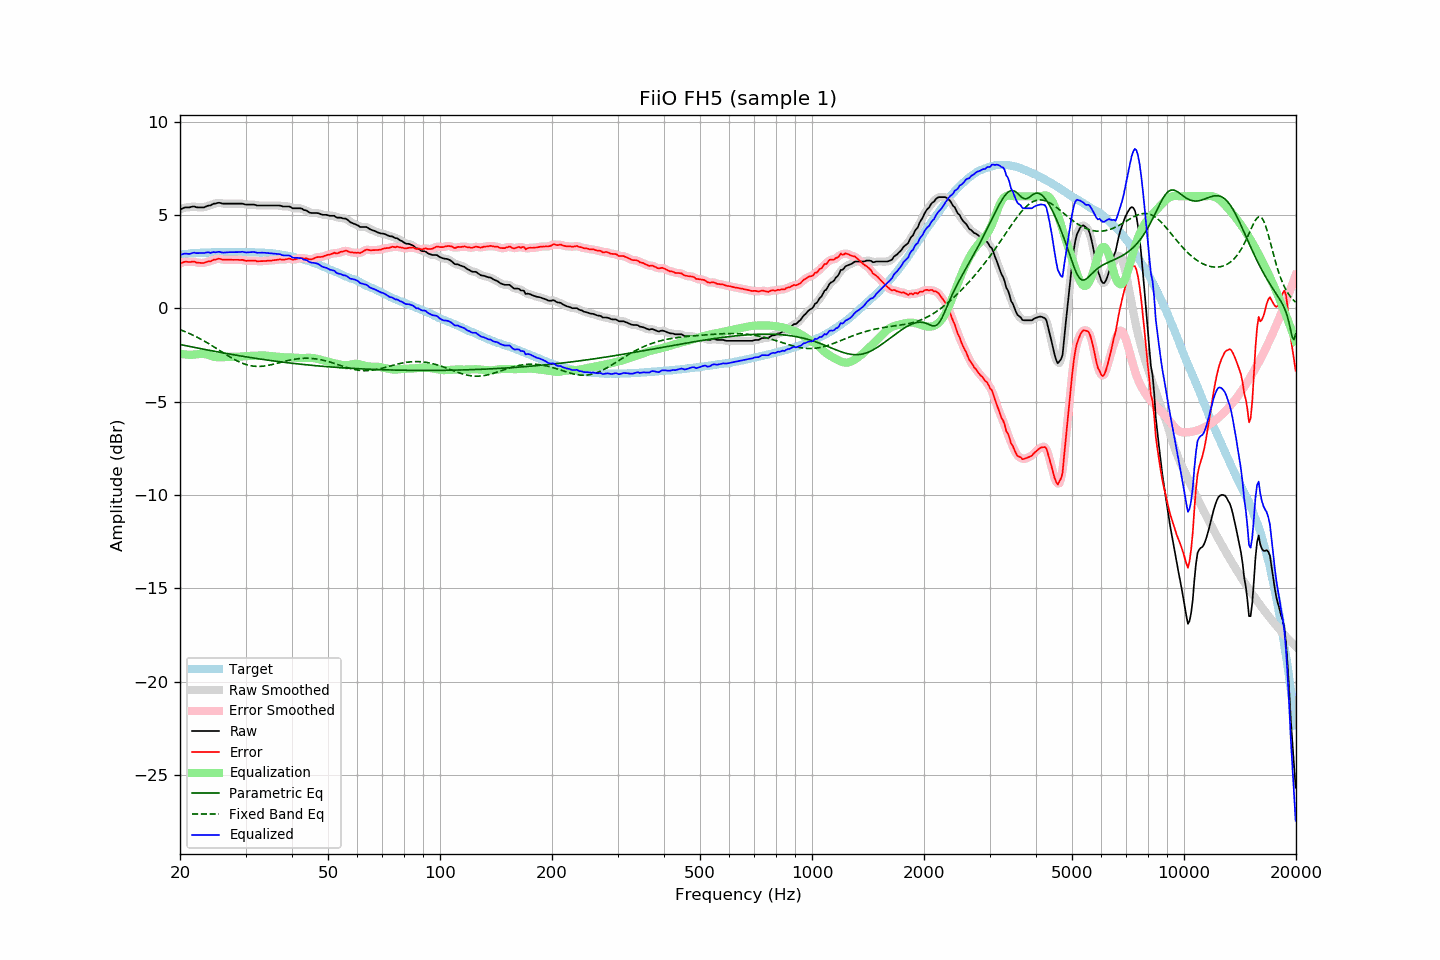 FiiO FH5 (sample 1)
Amplitude (dBr)
10
5
0
−5
−10
−15
−20
−25
Target
Raw Smoothed
Error Smoothed
Raw
Error
Equalization
Parametric Eq
Fixed Band Eq
Equalized
20 50 100 200 500 1000 2000 5000 10000 20000
Frequency (Hz)